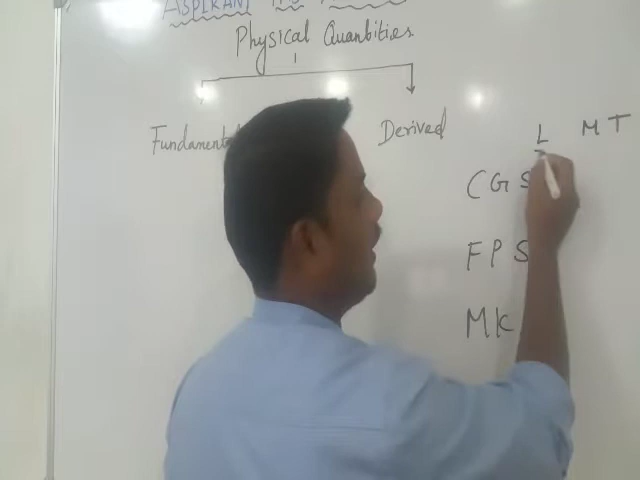 ASPIRANT
Physical Quantities
Fundamental Derived
L M T
C G S
F P S
M K